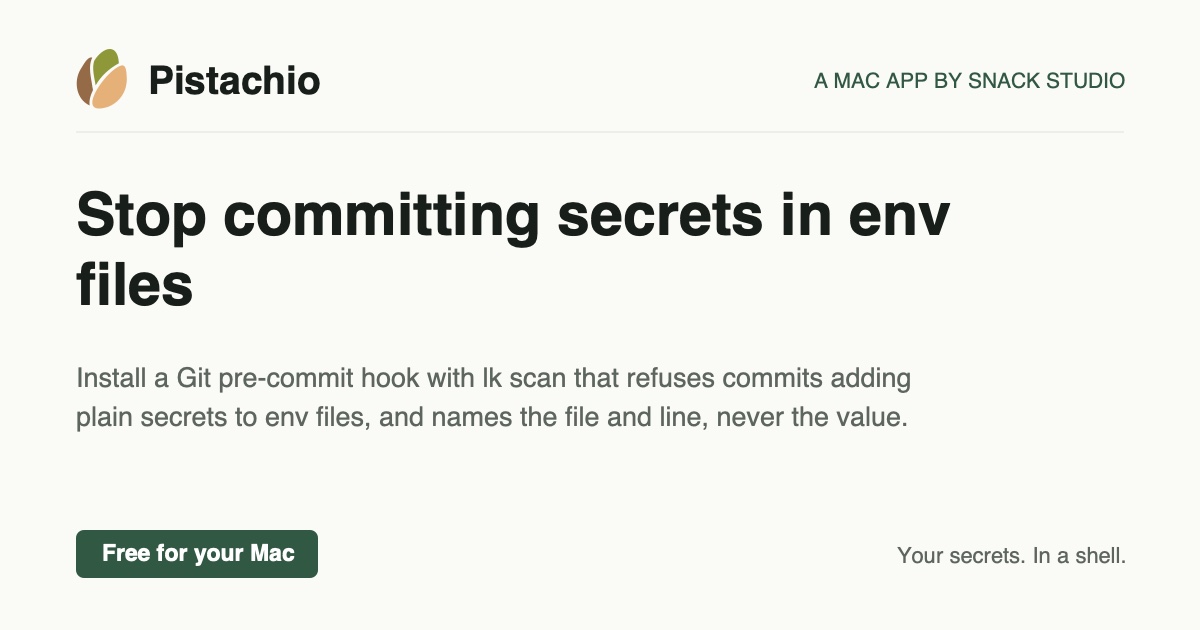 Pistachio
A MAC APP BY SNACK STUDIO
Stop committing secrets in env
files
Install a Git pre-commit hook with lk scan that refuses commits adding
plain secrets to env files, and names the file and line, never the value.
Free for your Mac
Your secrets. In a shell.